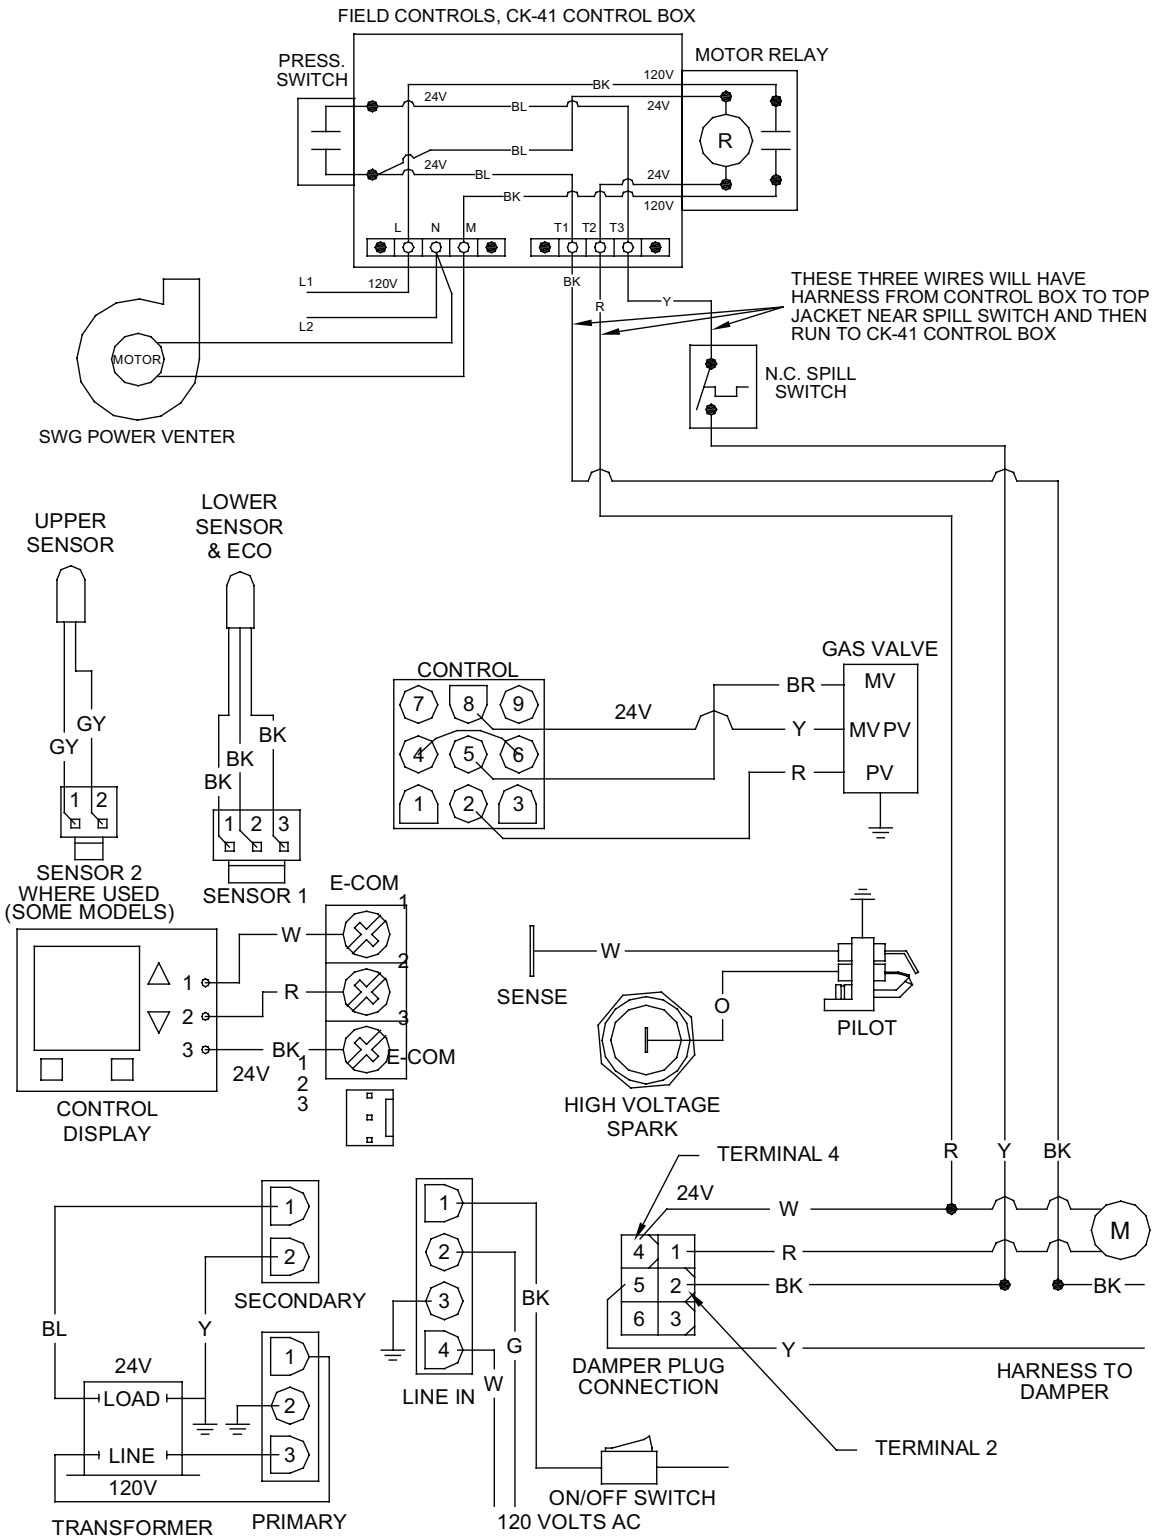 FIELD CONTROLS, CK-41 CONTROL BOX
PRESS.
SWITCH
MOTOR RELAY
120V
BK
24V
BL
24V
R
BL
24V
BL
24V
BK
120V
L
N
M
T1
T2
T3
L1
120V
L2
BK
R
Y
THESE THREE WIRES WILL HAVE
HARNESS FROM CONTROL BOX TO TOP
JACKET NEAR SPILL SWITCH AND THEN
RUN TO CK-41 CONTROL BOX
MOTOR
SWG POWER VENTER
N.C. SPILL
SWITCH
UPPER
SENSOR
LOWER
SENSOR
& ECO
GY
GY
BK
BK
BK
1 2
1 2 3
SENSOR 2
WHERE USED
(SOME MODELS)
SENSOR 1
CONTROL
7 8 9
4 5 6
1 2 3
24V
GAS VALVE
BR
MV
Y
MV PV
R
PV
E-COM
1
W
2
R
3
BK
E-COM
1
2
3
1
2
3
24V
CONTROL
DISPLAY
SENSE
W
O
PILOT
HIGH VOLTAGE
SPARK
R
Y
BK
TERMINAL 4
24V
W
R
BK
M
BK
4 1
5 2
6 3
Y
DAMPER PLUG
CONNECTION
HARNESS TO
DAMPER
TERMINAL 2
1
2
SECONDARY
BL
Y
24V
LOAD
LINE
120V
TRANSFORMER
1
2
3
PRIMARY
1
2
3
4
LINE IN
BK
G
W
ON/OFF SWITCH
120 VOLTS AC